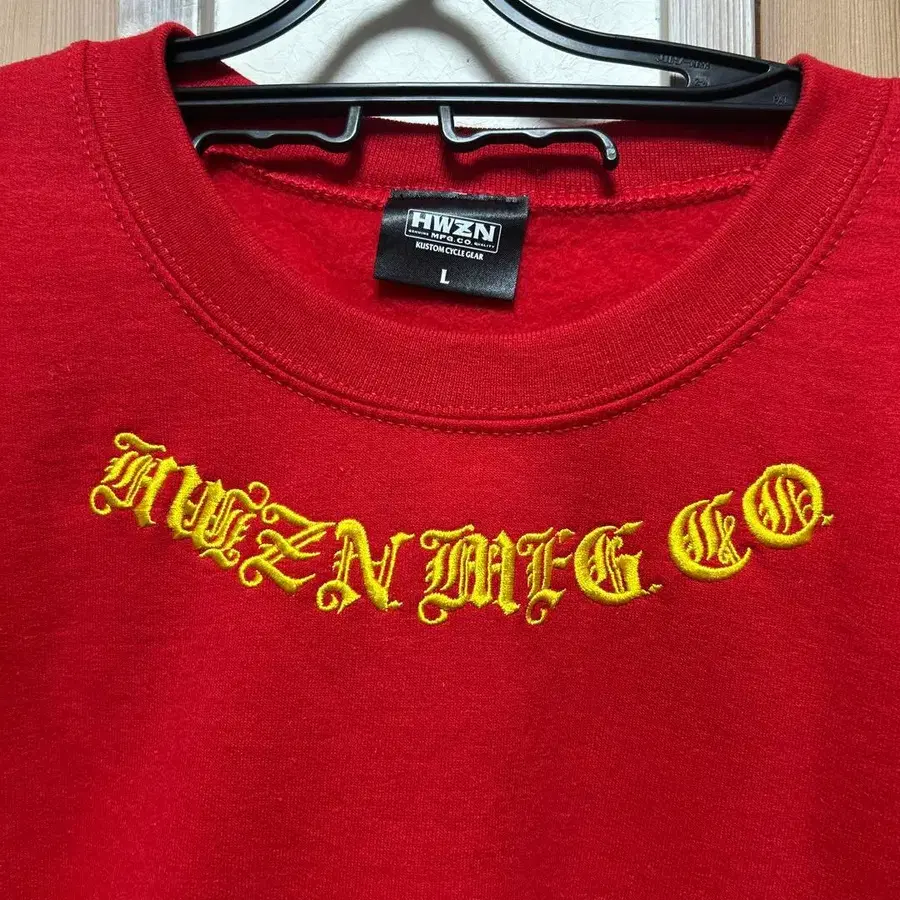 HWZN
GENUINE MFG.CO. QUALITY
KUSTOM CYCLE GEAR
L
HWZN MFG. CO.